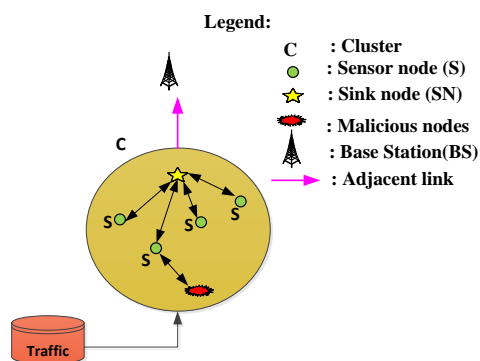 Legend:
C : Cluster
: Sensor node (S)
: Sink node (SN)
: Malicious nodes
: Base Station(BS)
: Adjacent link
C
S
S
S
S
Traffic